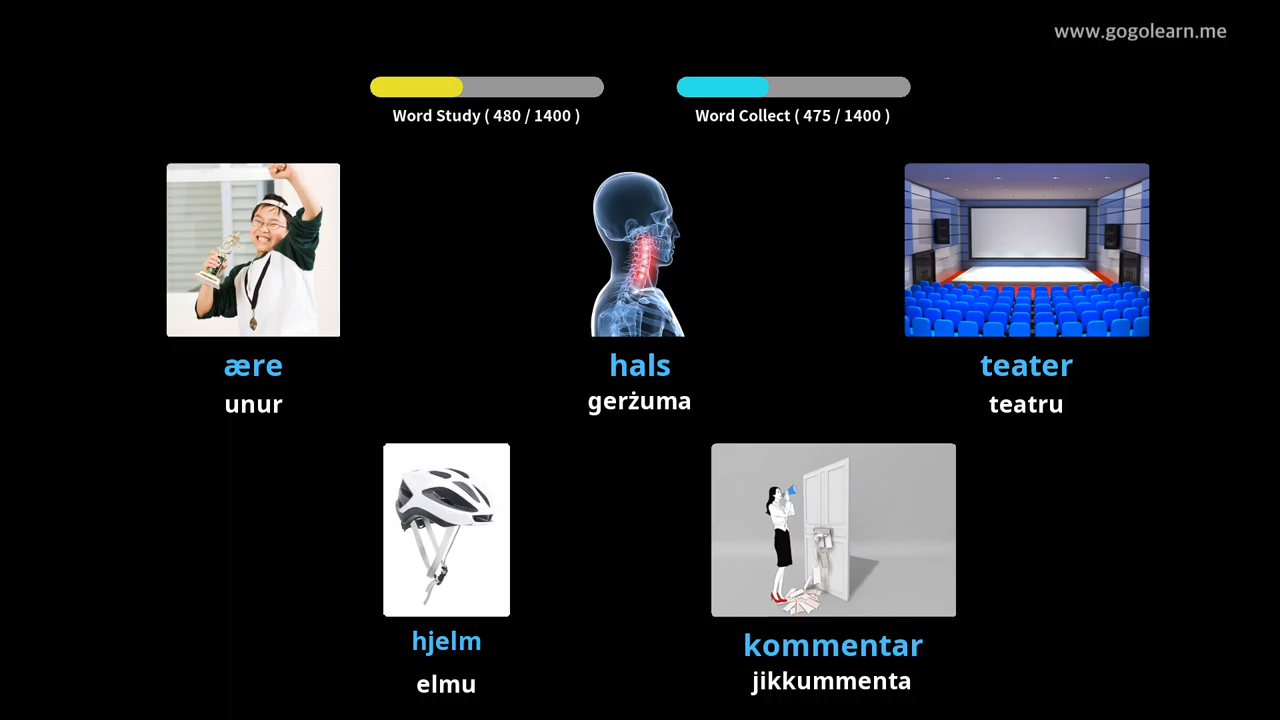 www.gogolearn.me
Word Study ( 480 / 1400 )
Word Collect ( 475 / 1400 )
ære
unur
hals
gerżuma
teater
teatru
hjelm
elmu
kommentar
jikkummenta